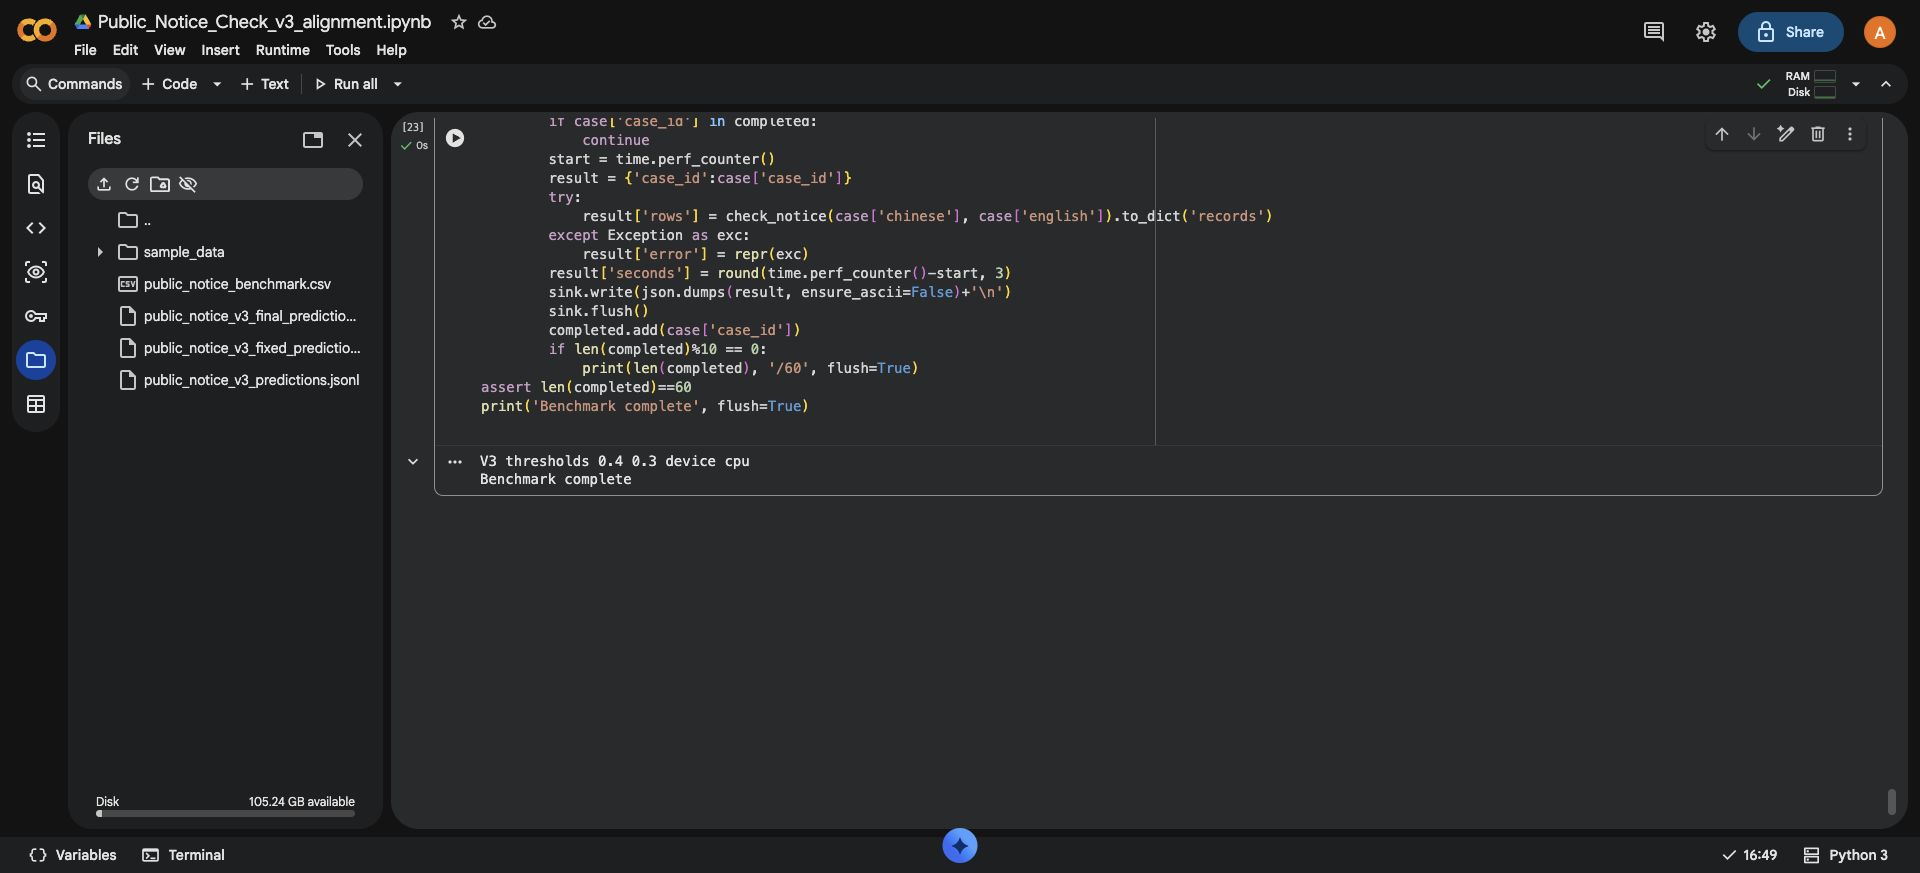 Public_Notice_Check_v3_alignment.ipynb
File Edit View Insert Runtime Tools Help
Share
A
Commands + Code + Text Run all
RAM
Disk
Files
..
sample_data
public_notice_benchmark.csv
public_notice_v3_final_predictio...
public_notice_v3_fixed_predictio...
public_notice_v3_predictions.jsonl
Disk 105.24 GB available
[23]
0s
if case['case_id'] in completed:
continue
start = time.perf_counter()
result = {'case_id':case['case_id']}
try:
result['rows'] = check_notice(case['chinese'], case['english']).to_dict('records')
except Exception as exc:
result['error'] = repr(exc)
result['seconds'] = round(time.perf_counter()-start, 3)
sink.write(json.dumps(result, ensure_ascii=False)+'\n')
sink.flush()
completed.add(case['case_id'])
if len(completed)%10 == 0:
print(len(completed), '/60', flush=True)
assert len(completed)==60
print('Benchmark complete', flush=True)
V3 thresholds 0.4 0.3 device cpu
Benchmark complete
Variables Terminal
16:49 Python 3